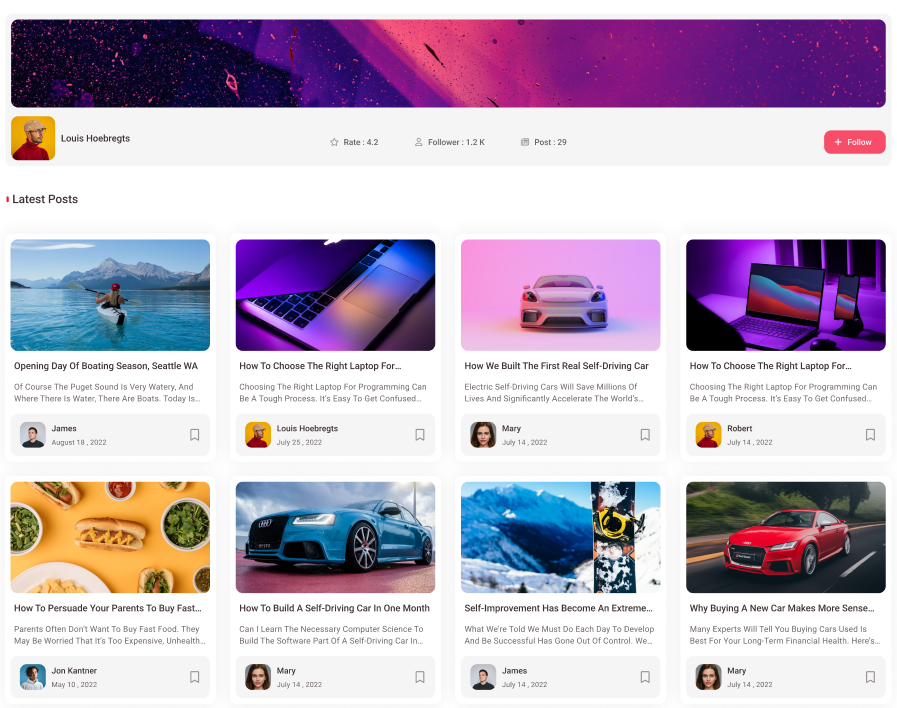 Louis Hoebregts
Rate : 4.2
Follower : 1.2 K
Post : 29
+ Follow
Latest Posts
Opening Day Of Boating Season, Seattle WA
Of Course The Puget Sound Is Very Watery, And
Where There Is Water, There Are Boats. Today Is...
James
August 18 , 2022
How To Choose The Right Laptop For...
Choosing The Right Laptop For Programming Can
Be A Tough Process. It's Easy To Get Confused...
Louis Hoebregts
July 25 , 2022
How We Built The First Real Self-Driving Car
Electric Self-Driving Cars Will Save Millions Of
Lives And Significantly Accelerate The World's...
Mary
July 14 , 2022
How To Choose The Right Laptop For...
Choosing The Right Laptop For Programming Can
Be A Tough Process. It's Easy To Get Confused...
Robert
July 14 , 2022
How To Persuade Your Parents To Buy Fast...
Parents Often Don't Want To Buy Fast Food. They
May Be Worried That It's Too Expensive, Unhealth...
Jon Kantner
May 10 , 2022
How To Build A Self-Driving Car In One Month
Can I Learn The Necessary Computer Science To
Build The Software Part Of A Self-Driving Car In...
Mary
July 14 , 2022
Self-Improvement Has Become An Extreme...
What We're Told We Must Do Each Day To Develop
And Be Successful Has Gone Out Of Control. We...
James
July 14 , 2022
Why Buying A New Car Makes More Sense...
Many Experts Will Tell You Buying Cars Used Is
Best For Your Long-Term Financial Health. Here's...
Mary
July 14 , 2022